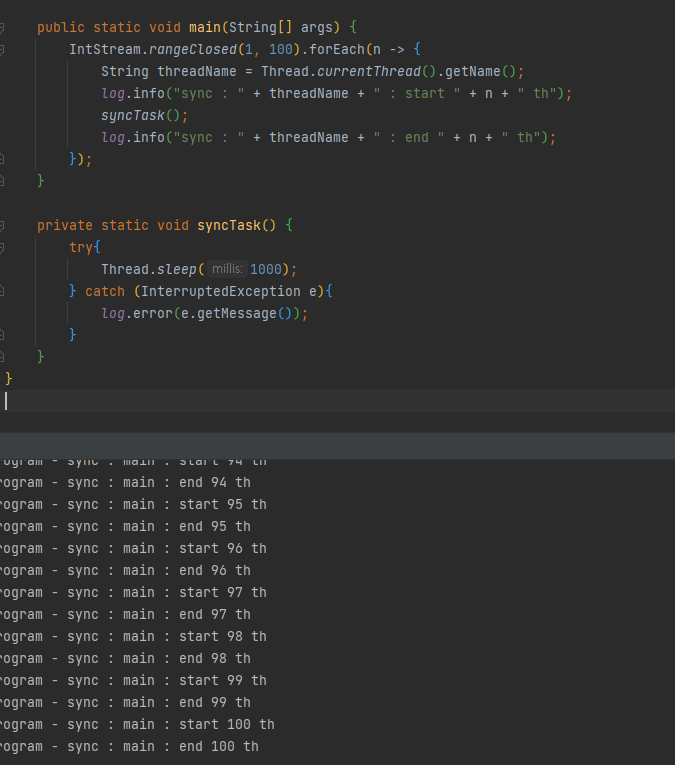 public static void main(String[] args) {
IntStream.rangeClosed(1, 100).forEach(n -> {
String threadName = Thread.currentThread().getName();
log.info("sync : " + threadName + " : start " + n + " th");
syncTask();
log.info("sync : " + threadName + " : end " + n + " th");
});
}
private static void syncTask() {
try{
Thread.sleep( millis: 1000);
} catch (InterruptedException e){
log.error(e.getMessage());
}
}
}
rogram - sync : main : start 94 th
rogram - sync : main : end 94 th
rogram - sync : main : start 95 th
rogram - sync : main : end 95 th
rogram - sync : main : start 96 th
rogram - sync : main : end 96 th
rogram - sync : main : start 97 th
rogram - sync : main : end 97 th
rogram - sync : main : start 98 th
rogram - sync : main : end 98 th
rogram - sync : main : start 99 th
rogram - sync : main : end 99 th
rogram - sync : main : start 100 th
rogram - sync : main : end 100 th